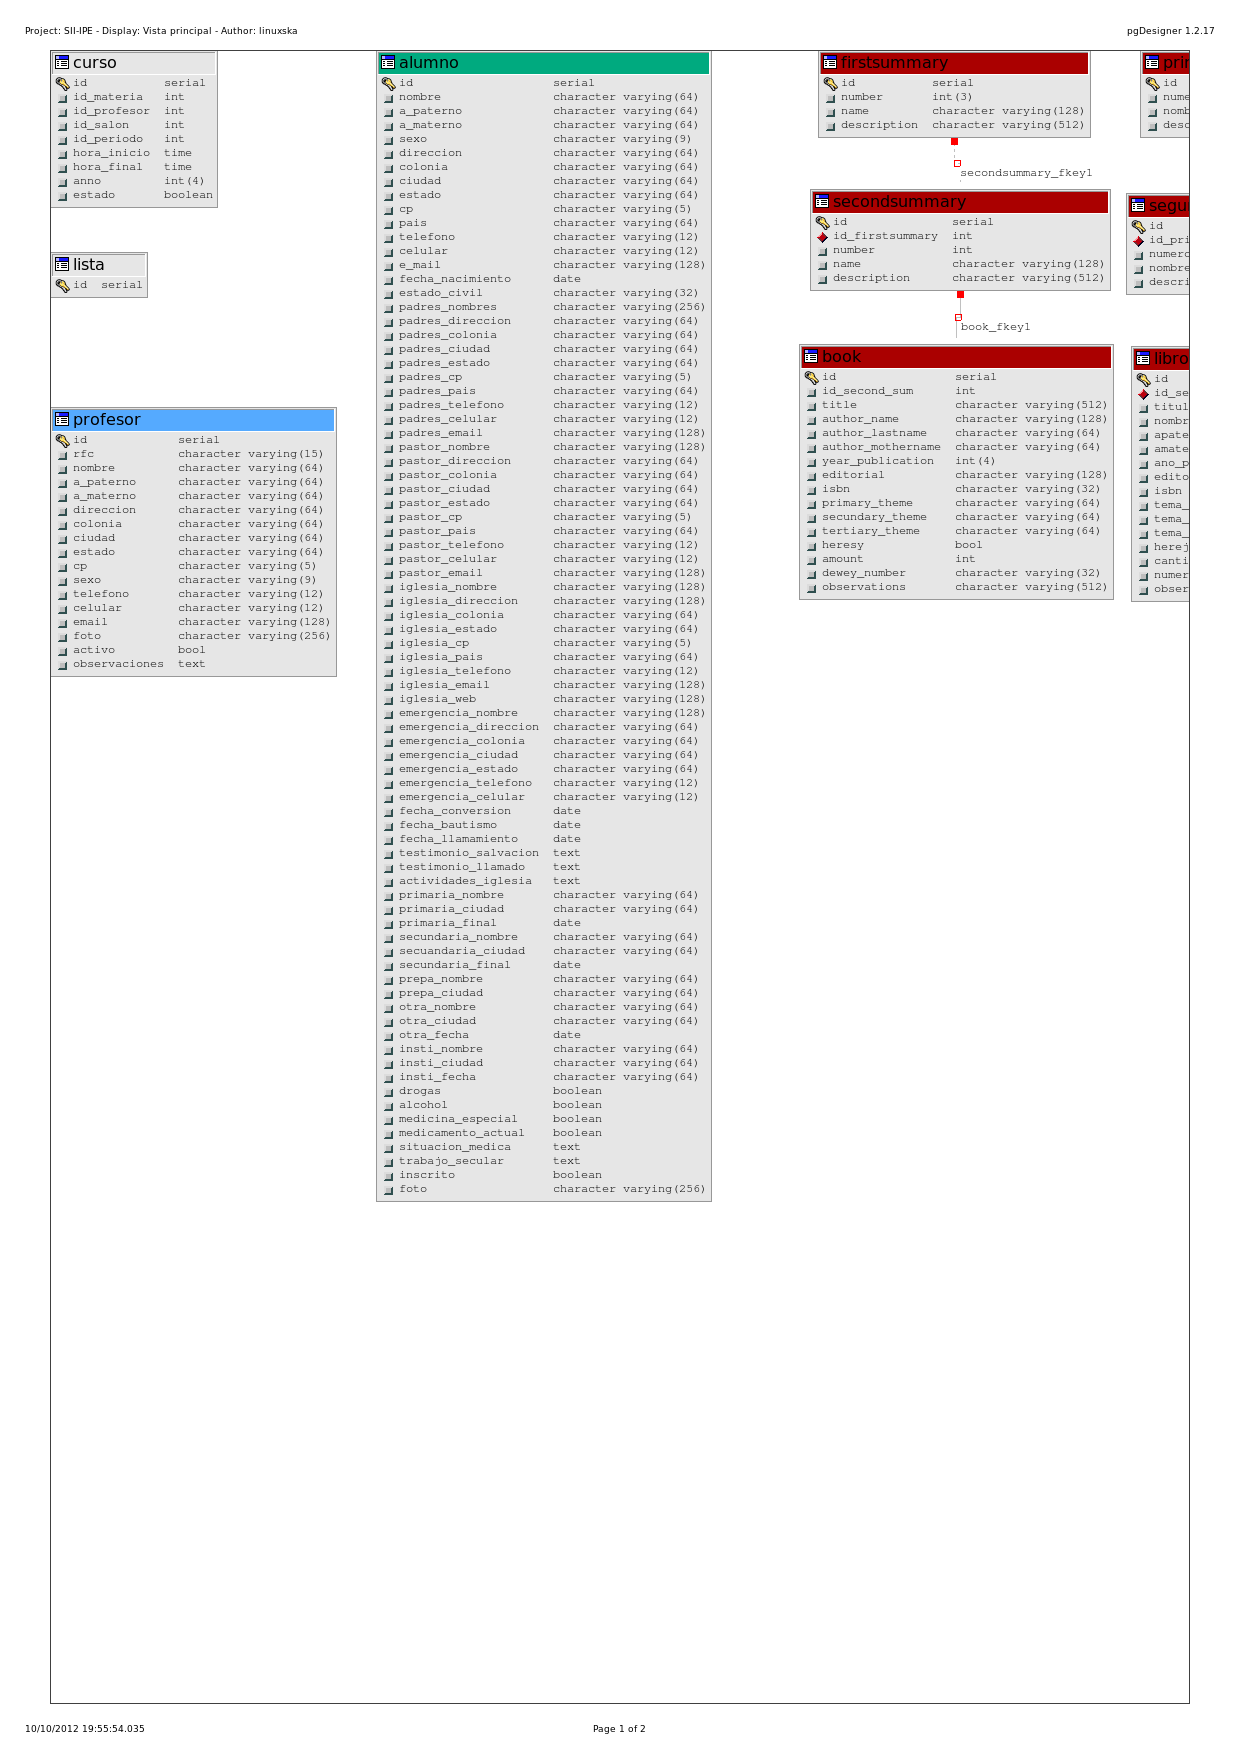 Project: SII-IPE - Display: Vista principal - Author: linuxska
pgDesigner 1.2.17
curso
id serial
id_materia int
id_profesor int
id_salon int
id_periodo int
hora_inicio time
hora_final time
anno int(4)
estado boolean
lista
id serial
profesor
id serial
rfc character varying(15)
nombre character varying(64)
a_paterno character varying(64)
a_materno character varying(64)
direccion character varying(64)
colonia character varying(64)
ciudad character varying(64)
estado character varying(64)
cp character varying(5)
sexo character varying(9)
telefono character varying(12)
celular character varying(12)
email character varying(128)
foto character varying(256)
activo bool
observaciones text
alumno
id serial
nombre character varying(64)
a_paterno character varying(64)
a_materno character varying(64)
sexo character varying(9)
direccion character varying(64)
colonia character varying(64)
ciudad character varying(64)
estado character varying(64)
cp character varying(5)
pais character varying(64)
telefono character varying(12)
celular character varying(12)
e_mail character varying(128)
fecha_nacimiento date
estado_civil character varying(32)
padres_nombres character varying(256)
padres_direccion character varying(64)
padres_colonia character varying(64)
padres_ciudad character varying(64)
padres_estado character varying(64)
padres_cp character varying(5)
padres_pais character varying(64)
padres_telefono character varying(12)
padres_celular character varying(12)
padres_email character varying(128)
pastor_nombre character varying(128)
pastor_direccion character varying(64)
pastor_colonia character varying(64)
pastor_ciudad character varying(64)
pastor_estado character varying(64)
pastor_cp character varying(5)
pastor_pais character varying(64)
pastor_telefono character varying(12)
pastor_celular character varying(12)
pastor_email character varying(128)
iglesia_nombre character varying(128)
iglesia_direccion character varying(128)
iglesia_colonia character varying(64)
iglesia_estado character varying(64)
iglesia_cp character varying(5)
iglesia_pais character varying(64)
iglesia_telefono character varying(12)
iglesia_email character varying(128)
iglesia_web character varying(128)
emergencia_nombre character varying(128)
emergencia_direccion character varying(64)
emergencia_colonia character varying(64)
emergencia_ciudad character varying(64)
emergencia_estado character varying(64)
emergencia_telefono character varying(12)
emergencia_celular character varying(12)
fecha_conversion date
fecha_bautismo date
fecha_llamamiento date
testimonio_salvacion text
testimonio_llamado text
actividades_iglesia text
primaria_nombre character varying(64)
primaria_ciudad character varying(64)
primaria_final date
secundaria_nombre character varying(64)
secuandaria_ciudad character varying(64)
secundaria_final date
prepa_nombre character varying(64)
prepa_ciudad character varying(64)
otra_nombre character varying(64)
otra_ciudad character varying(64)
otra_fecha date
insti_nombre character varying(64)
insti_ciudad character varying(64)
insti_fecha character varying(64)
drogas boolean
alcohol boolean
medicina_especial boolean
medicamento_actual boolean
situacion_medica text
trabajo_secular text
inscrito boolean
foto character varying(256)
firstsummary
id serial
number int(3)
name character varying(128)
description character varying(512)
secondsummary_fkey1
secondsummary
id serial
id_firstsummary int
number int
name character varying(128)
description character varying(512)
book_fkey1
book
id serial
id_second_sum int
title character varying(512)
author_name character varying(128)
author_lastname character varying(64)
author_mothername character varying(64)
year_publication int(4)
editorial character varying(128)
isbn character varying(32)
primary_theme character varying(64)
secundary_theme character varying(64)
tertiary_theme character varying(64)
heresy bool
amount int
dewey_number character varying(32)
observations character varying(512)
prin
id
nume
nomb
desc
segu
id
id_pri
numero
nombre
descri
libro
id
id_se
titul
nombr
apate
amate
ano_p
edito
isbn
tema_
tema_
tema_
herej
canti
numer
obser
10/10/2012 19:55:54.035
Page 1 of 2